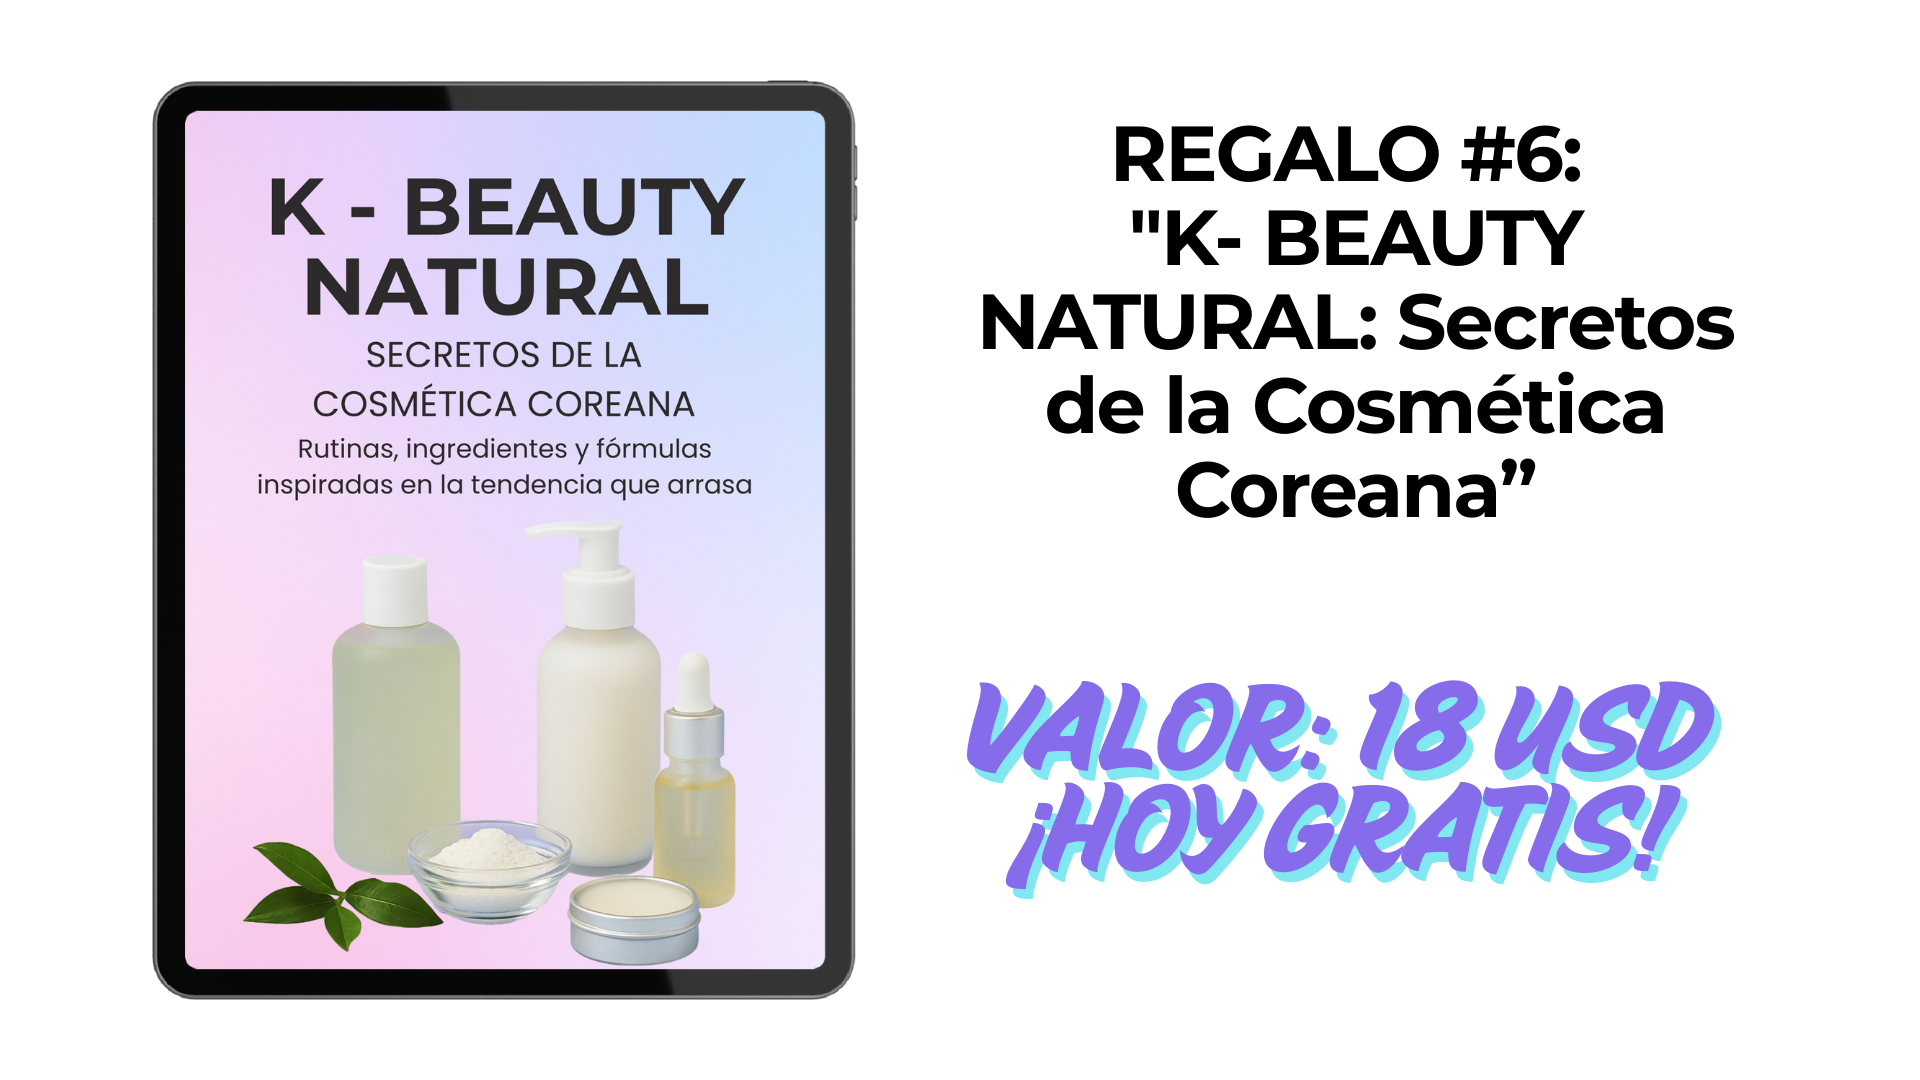 K - BEAUTY
NATURAL
SECRETOS DE LA
COSMÉTICA COREANA
Rutinas, ingredientes y fórmulas
inspiradas en la tendencia que arrasa
REGALO #6:
"K- BEAUTY
NATURAL: Secretos
de la Cosmética
Coreana”
VALOR: 18 USD
¡HOY GRATIS!